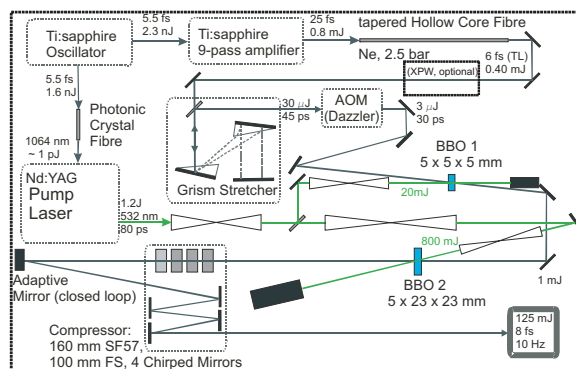 Ti:sapphire
Oscillator
5.5 fs
2.3 nJ
Ti:sapphire
9-pass amplifier
25 fs
0.8 mJ
tapered Hollow Core Fibre
Ne, 2.5 bar
6 fs (TL)
0.40 mJ
(XPW, optional)
5.5 fs
1.6 nJ
Photonic
Crystal
Fibre
1064 nm
~ 1 pJ
30 µJ
45 ps
AOM
(Dazzler)
3 µJ
30 ps
Grism Stretcher
BBO 1
5 x 5 x 5 mm
Nd:YAG
Pump
Laser
1.2J
532 nm
80 ps
20mJ
800 mJ
Adaptive
Mirror (closed loop)
BBO 2
5 x 23 x 23 mm
1 mJ
Compressor:
160 mm SF57,
100 mm FS, 4 Chirped Mirrors
125 mJ
8 fs
10 Hz